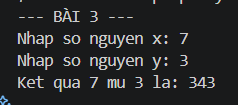 --- BÀI 3 ---
Nhap so nguyen x: 7
Nhap so nguyen y: 3
Ket qua 7 mu 3 la: 343